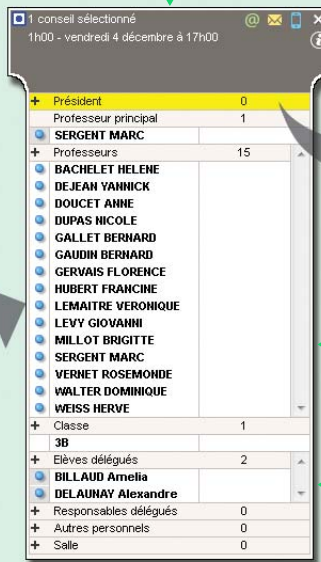 1 conseil sélectionné
1h00 - vendredi 4 décembre à 17h00
+ Président 0
Professeur principal 1
SERGENT MARC
+ Professeurs 15
BACHELET HELENE
DEJEAN YANNICK
DOUCET ANNE
DUPAS NICOLE
GALLET BERNARD
GAUDIN BERNARD
GERVAIS FLORENCE
HUBERT FRANCINE
LEMAITRE VERONIQUE
LEVY GIOVANNI
MILLOT BRIGITTE
SERGENT MARC
VERNET ROSEMONDE
WALTER DOMINIQUE
WEISS HERVE
+ Classe 1
3B
+ Elèves délégués 2
BILLAUD Amelia
DELAUNAY Alexandre
+ Responsables délégués 0
+ Autres personnels 0
+ Salle 0